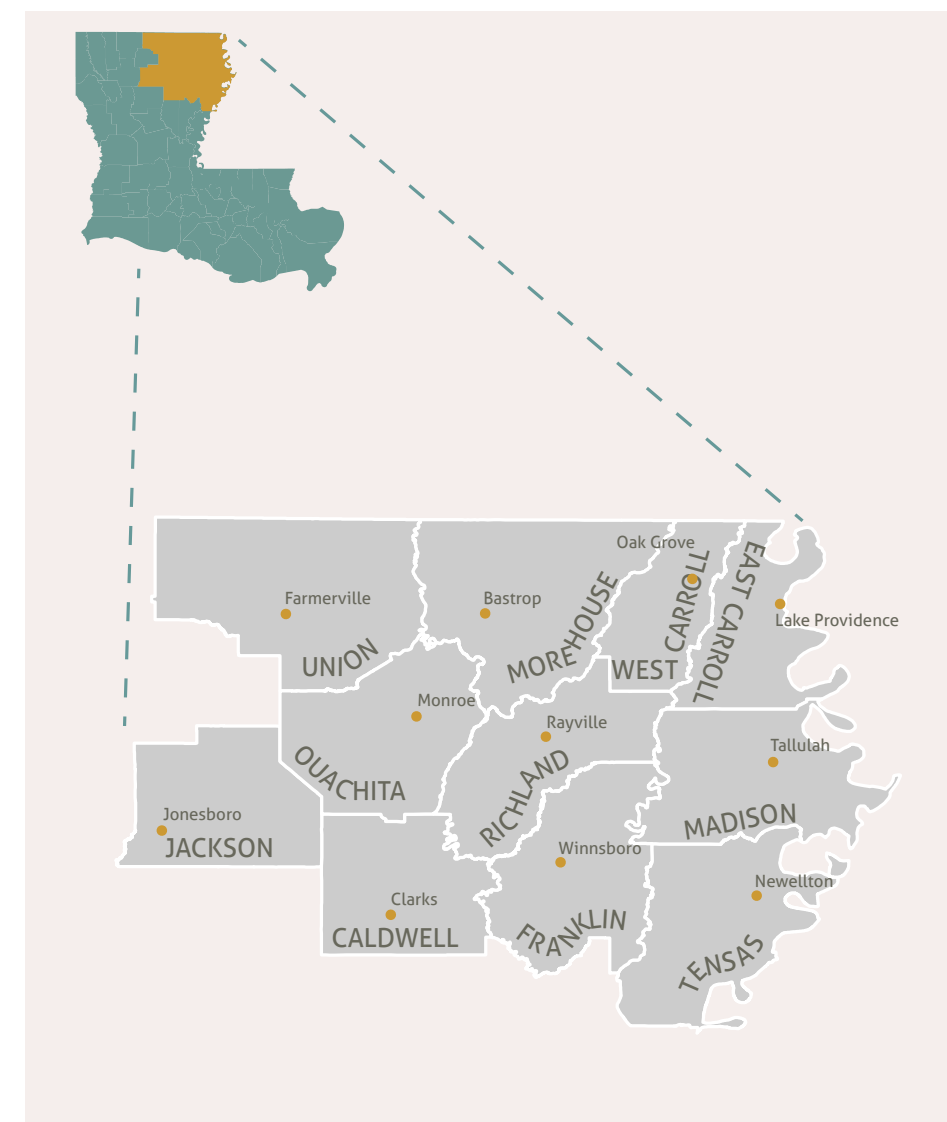 Oak Grove
Farmerville
Bastrop
Lake Providence
UNION
MOREHOUSE
WEST CARROLL
EAST CARROLL
Monroe
Rayville
Tallulah
OUACHITA
RICHLAND
MADISON
Jonesboro
JACKSON
Winnsboro
Newellton
Clarks
CALDWELL
FRANKLIN
TENSAS